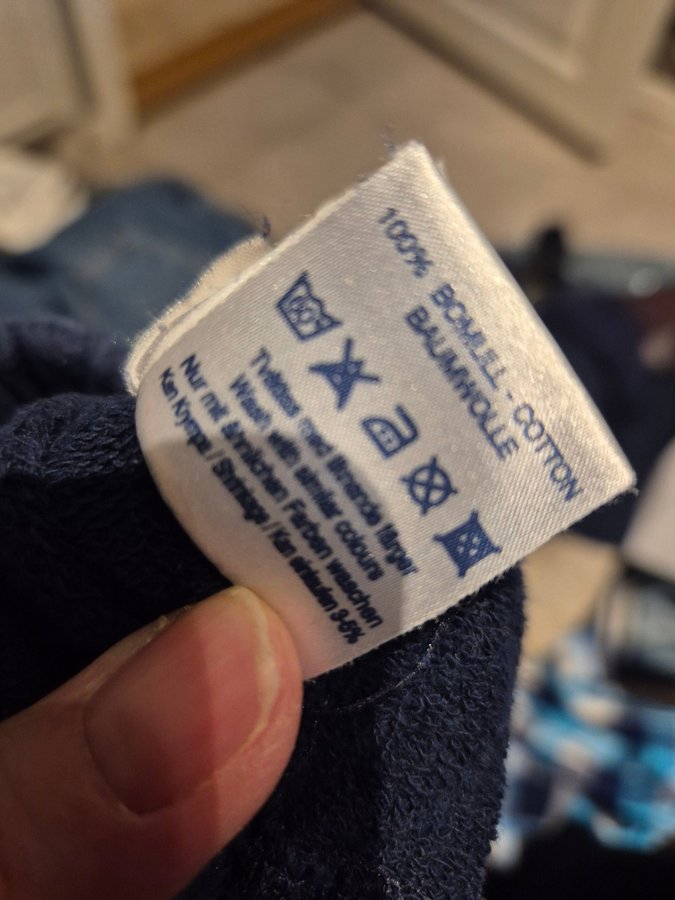 100% BOMULL - COTTON
BAUMWOLLE
Tvättas med liknande färger
Wash with similar colours
Nur mit ähnlichen Farben waschen
Kan Krympa / Shrinkage / Kan einlaufen 3-5%